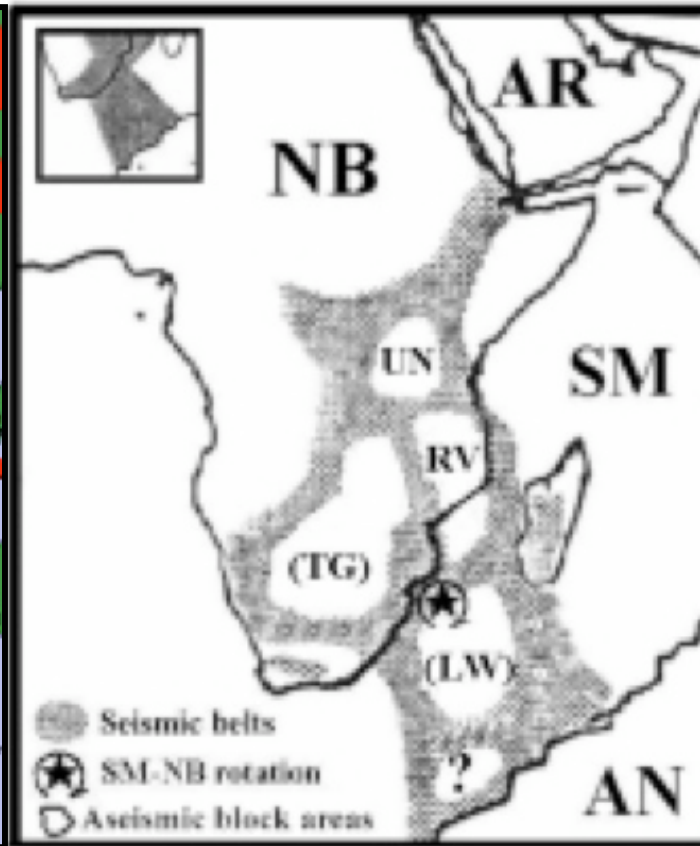 AR
NB
UN
SM
RV
(TG)
(LW)
Seismic belts
SM-NB rotation
?
Aseismic block areas
AN